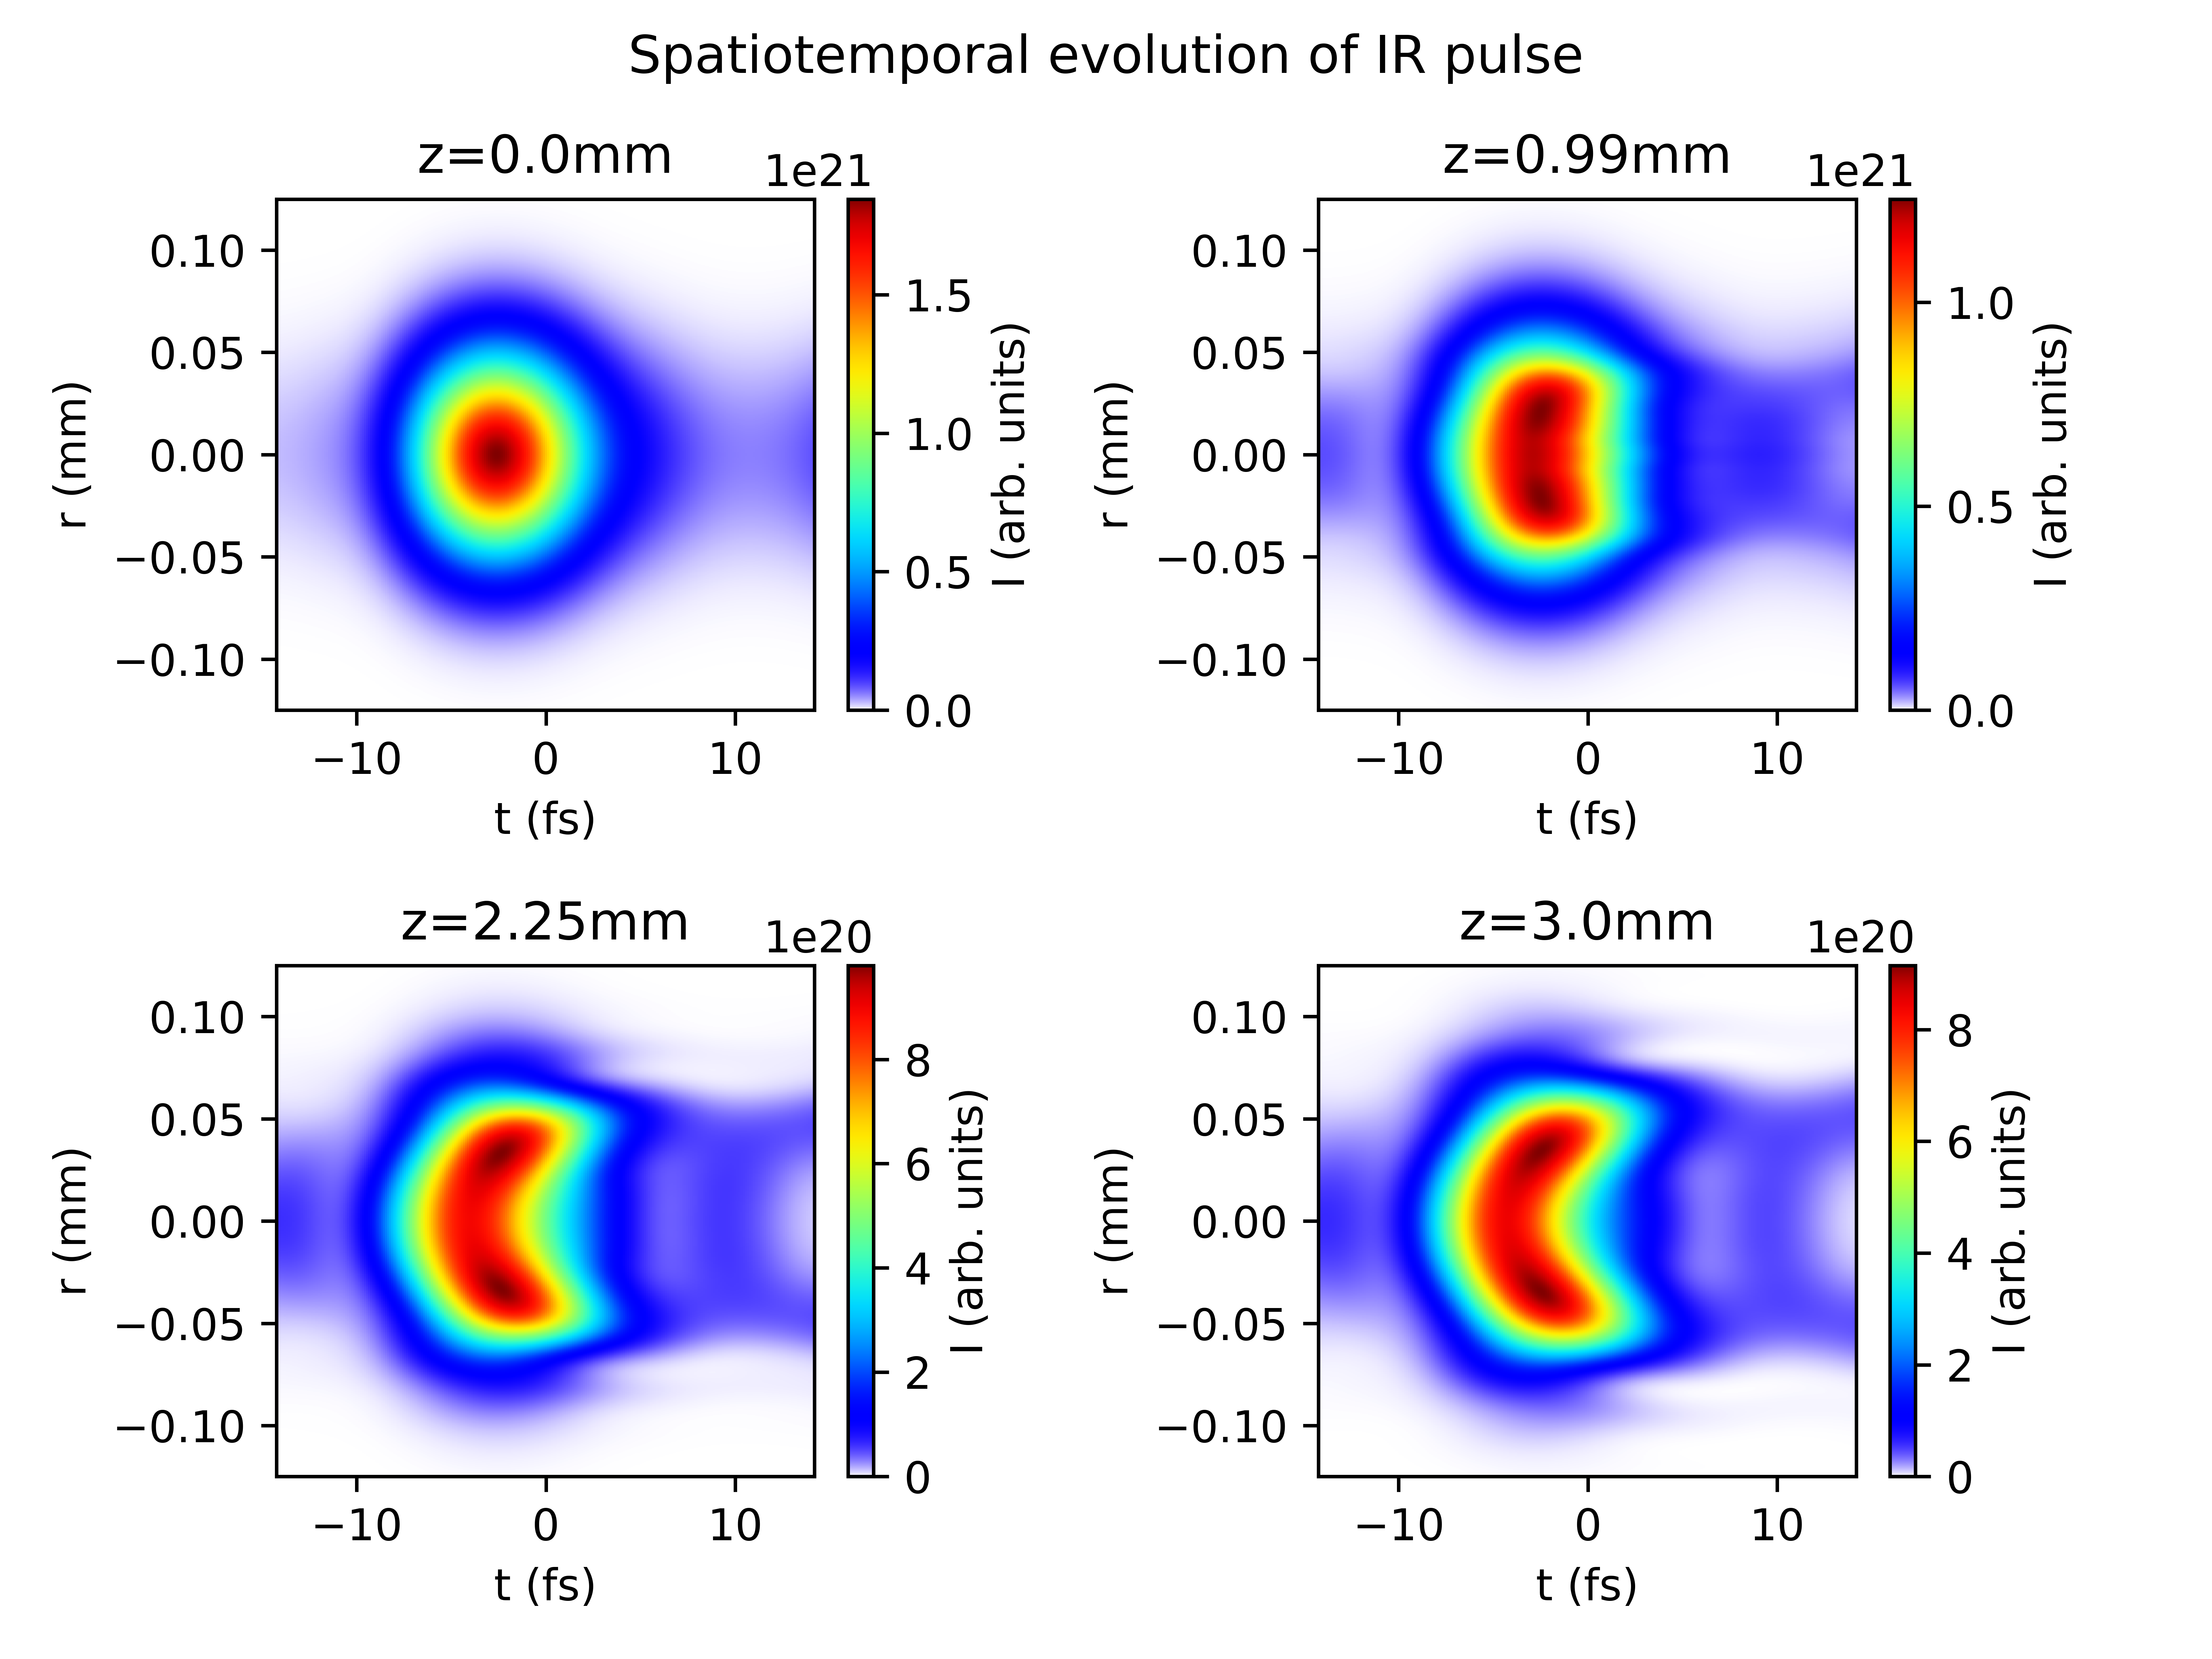 Spatiotemporal evolution of IR pulse
z=0.0mm
1e21
0.10
0.05
0.00
−0.05
−0.10
r (mm)
−10 0 10
t (fs)
1.5
1.0
0.5
0.0
I (arb. units)
z=0.99mm
1e21
0.10
0.05
0.00
−0.05
−0.10
r (mm)
−10 0 10
t (fs)
1.0
0.5
0.0
I (arb. units)
z=2.25mm
1e20
0.10
0.05
0.00
−0.05
−0.10
r (mm)
−10 0 10
t (fs)
8
6
4
2
0
I (arb. units)
z=3.0mm
1e20
0.10
0.05
0.00
−0.05
−0.10
r (mm)
−10 0 10
t (fs)
8
6
4
2
0
I (arb. units)